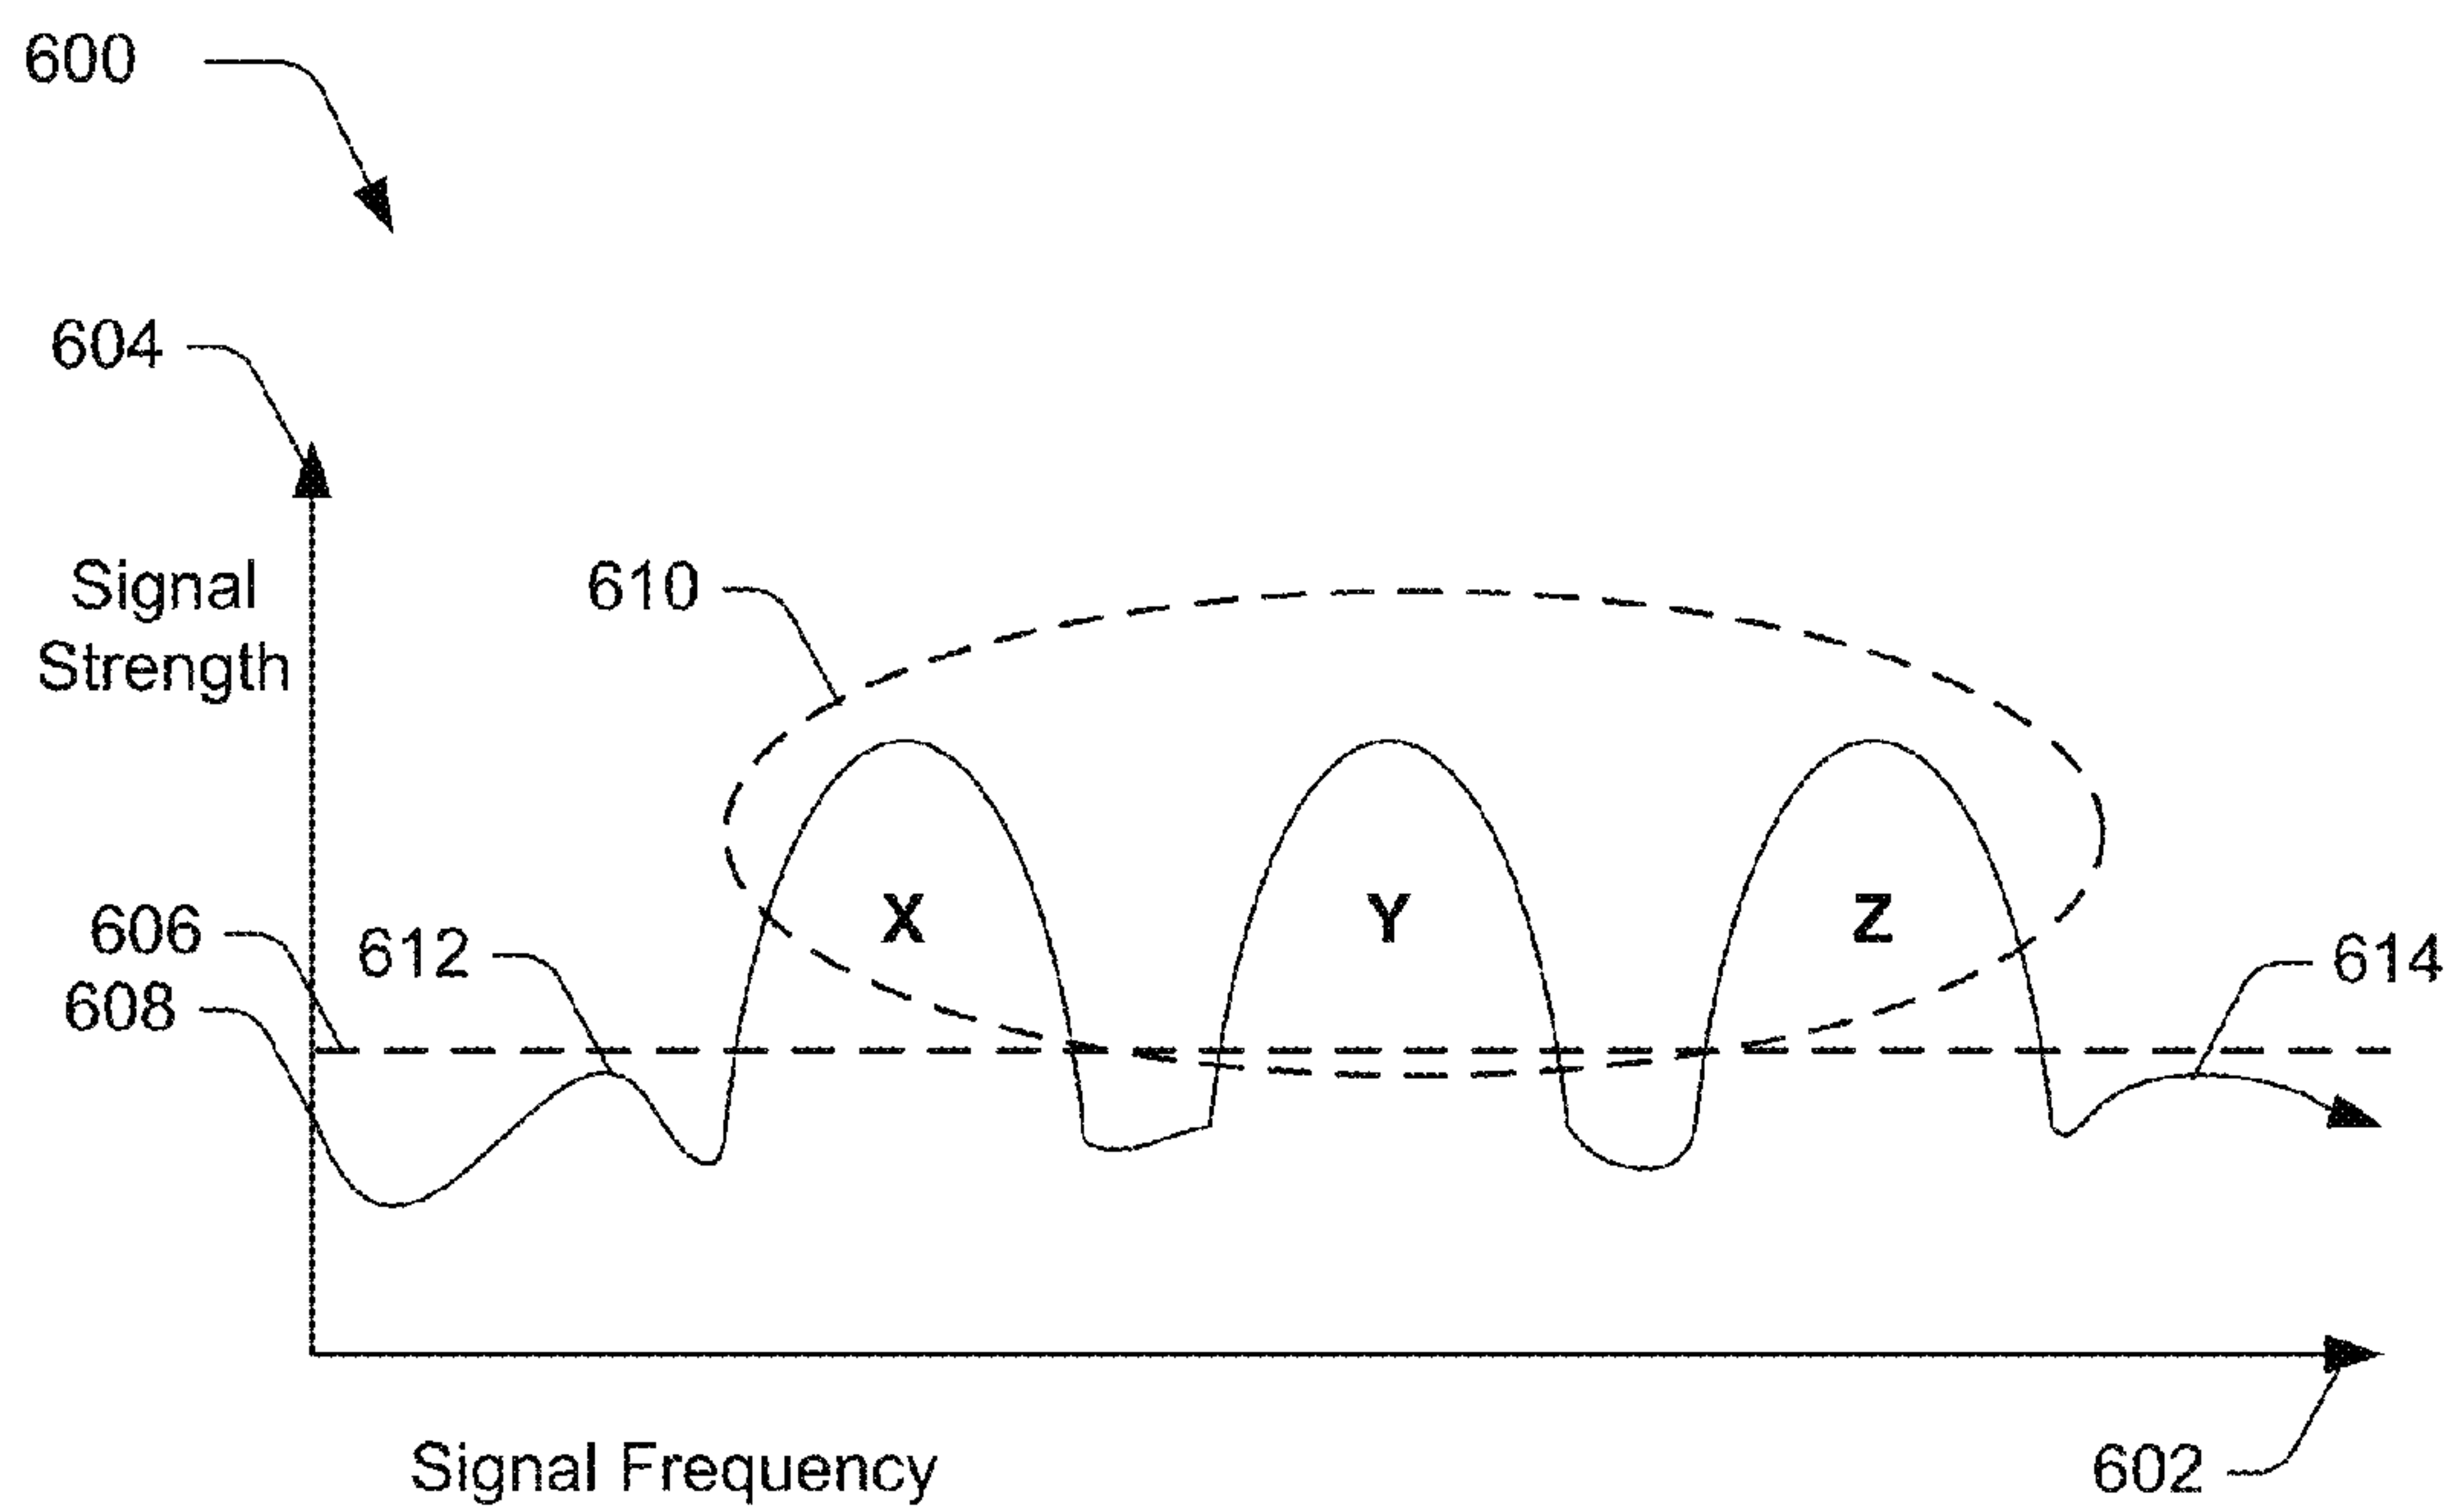 600
604
Signal
Strength
610
606
612
608
X
Y
Z
614
Signal Frequency
602